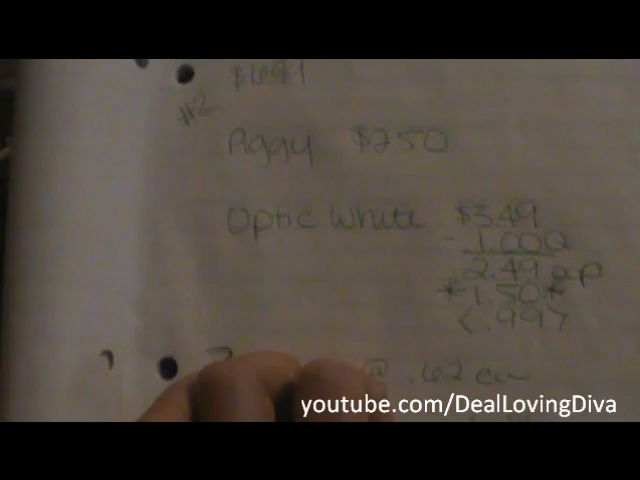 #2
Piggy $250
Optic White $3.49
- 1.00Q
2.49 oop
*1.50*
<.99>
@ .62 ea
youtube.com/DealLovingDiva